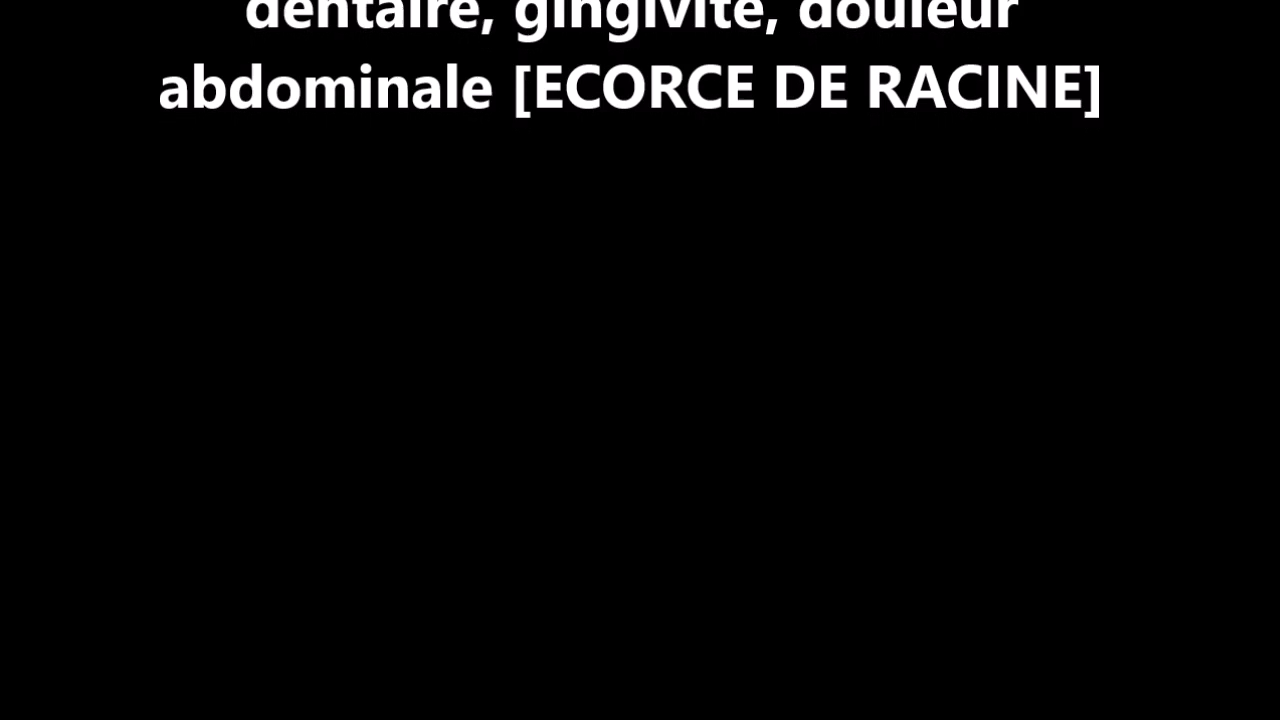 dentaire, gingivite, douleur
abdominale [ECORCE DE RACINE]